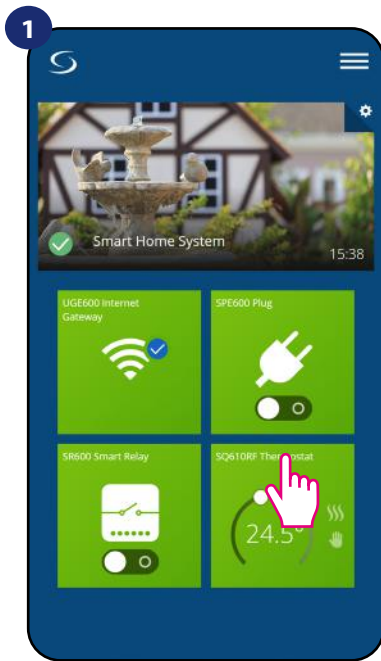 1
Smart Home System
15:38
UGE600 Internet
Gateway
SPE600 Plug
SR600 Smart Relay
SQ610RF Thermostat
24.5°